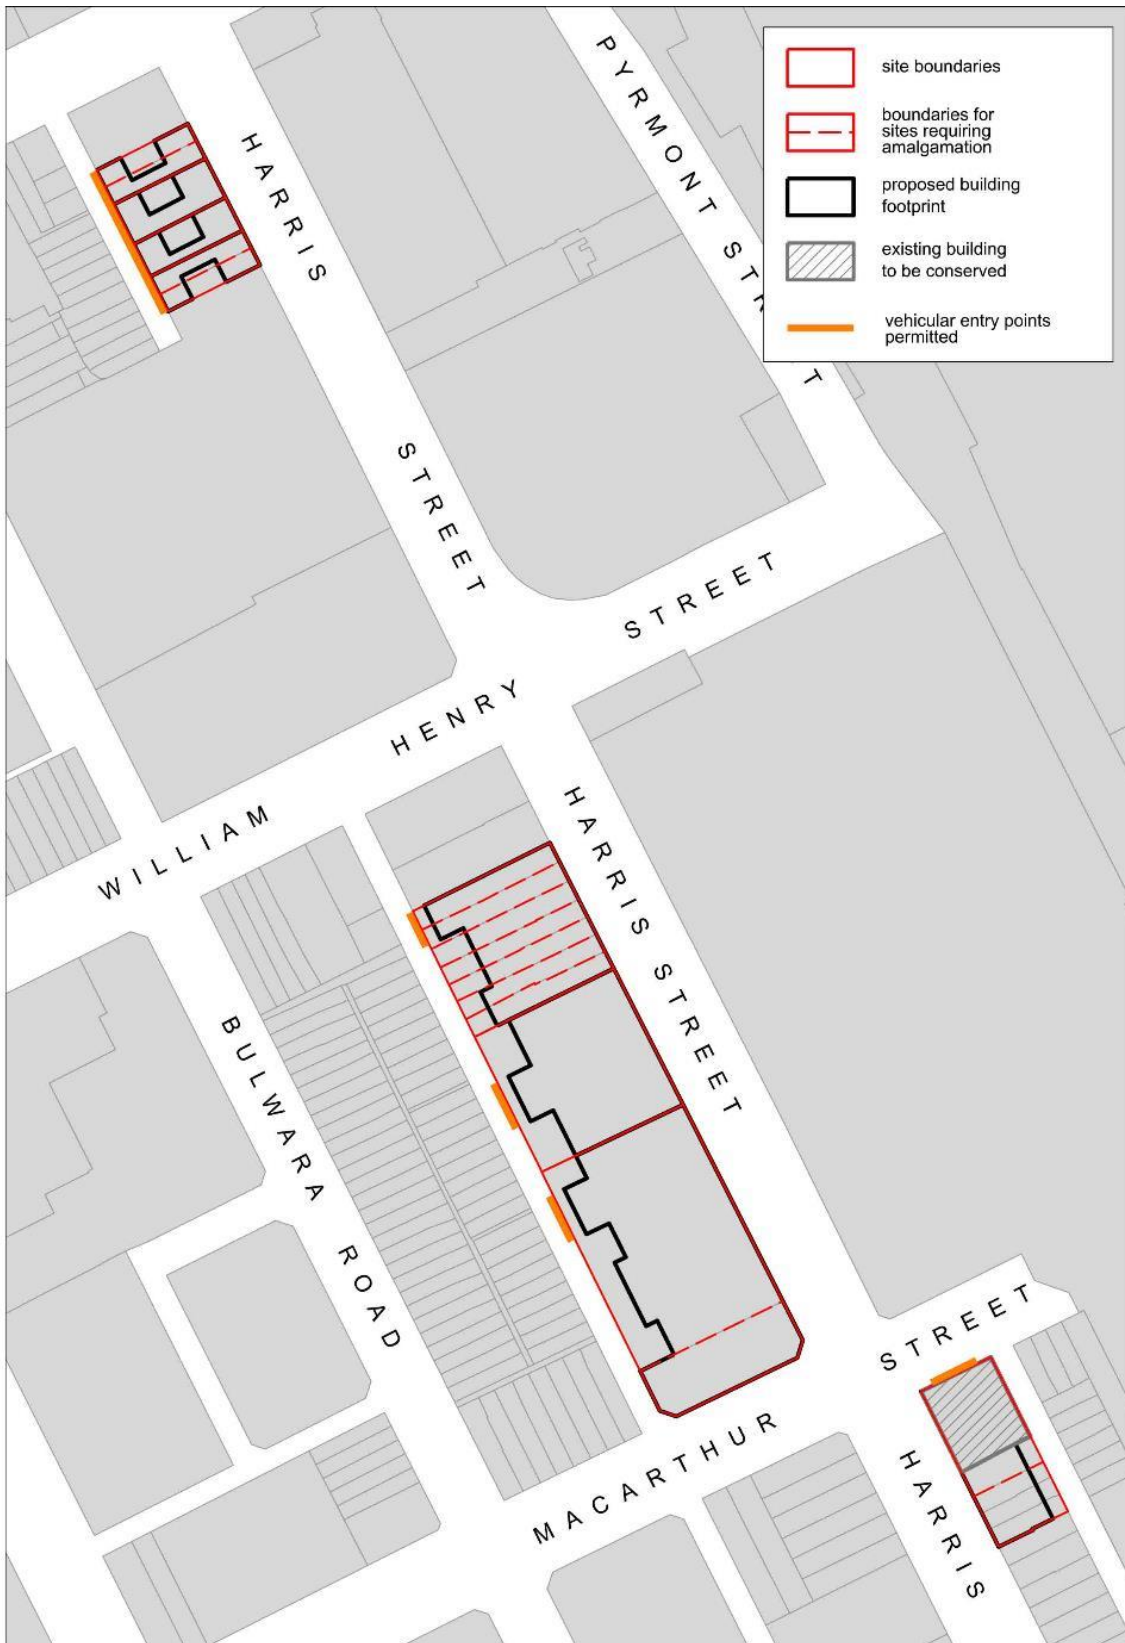 site boundaries
boundaries for
sites requiring
amalgamation
proposed building
footprint
existing building
to be conserved
vehicular entry points
permitted
PYRMONT STREET
HARRIS STREET
WILLIAM HENRY STREET
HARRIS STREET
BULWARA ROAD
MACARTHUR STREET
HARRIS